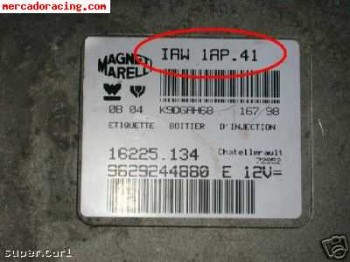 mercadoracing.com
MAGNETI
MARELLI
IAW 1AP.41
08 04 K9DGAH68 167/98
ETIQUETTE BOITIER D'INJECTION
16225.134 Chatellerault
9629244880 E 12V=
super.car1